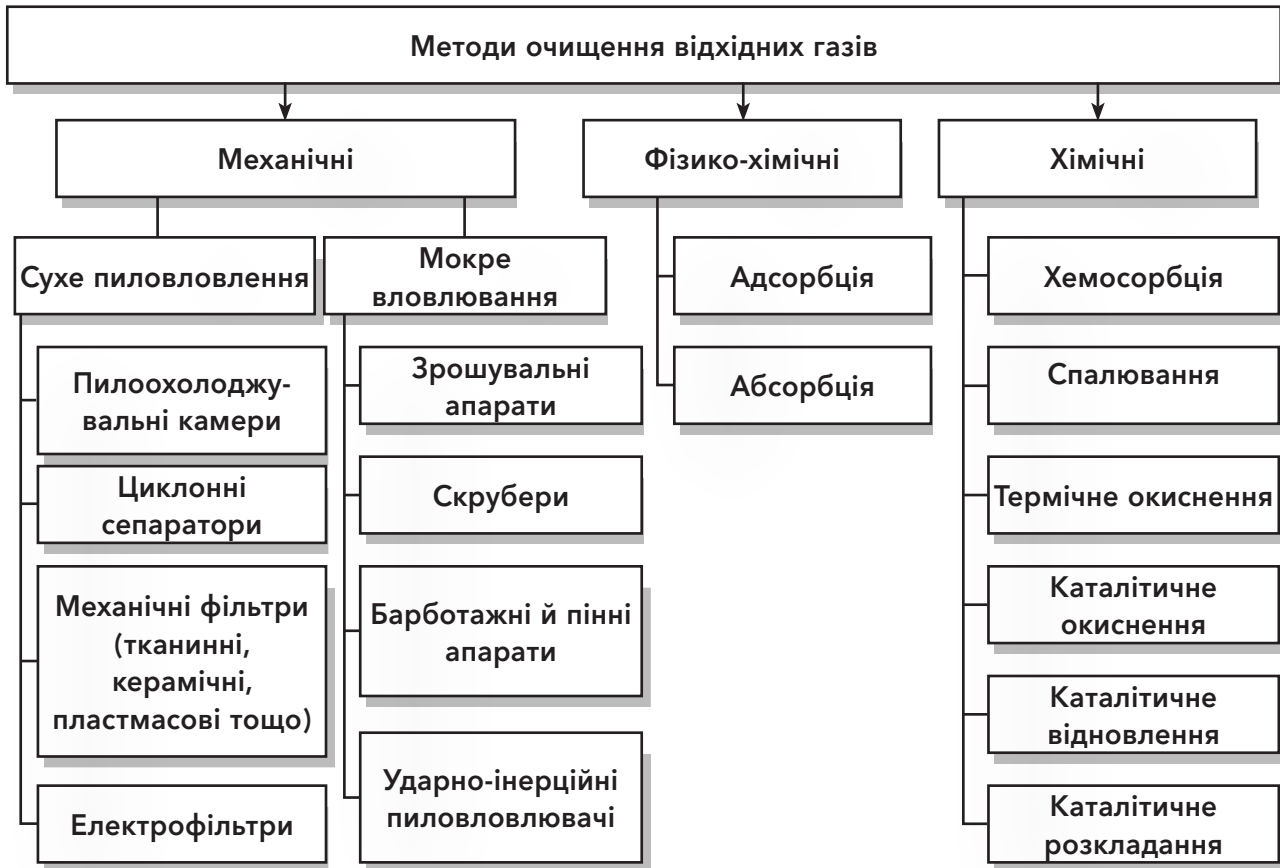 Методи очищення відхідних газів
Механічні
Фізико-хімічні
Хімічні
Сухе пиловловлення
Мокре
вловлювання
Адсорбція
Хемосорбція
Пилоохолоджу-
вальні камери
Зрошувальні
апарати
Абсорбція
Спалювання
Циклонні
сепаратори
Скрубери
Термічне окиснення
Механічні фільтри
(тканинні,
керамічні,
пластмасові тощо)
Барботажні й пінні
апарати
Каталітичне
окиснення
Каталітичне
відновлення
Електрофільтри
Ударно-інерційні
пиловловлювачі
Каталітичне
розкладання